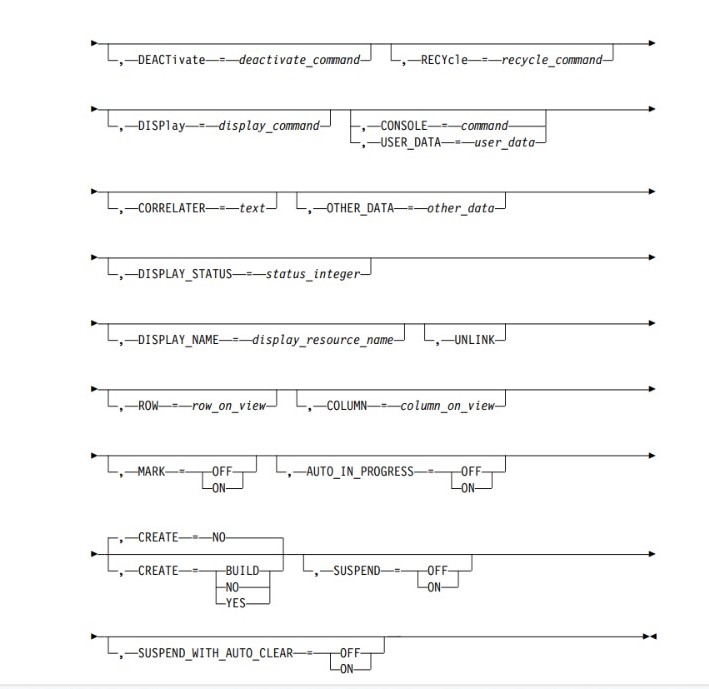 ,—DEACTivate—=—deactivate_command— ,—RECYcle—=—recycle_command—
,—DISPlay—=—display_command— ,—CONSOLE—=—command—
,—USER_DATA—=—user_data—
,—CORRELATER—=—text— ,—OTHER_DATA—=—other_data—
,—DISPLAY_STATUS—=—status_integer—
,—DISPLAY_NAME—=—display_resource_name— ,—UNLINK—
,—ROW—=—row_on_view— ,—COLUMN—=—column_on_view—
,—MARK—=—OFF— ,—AUTO_IN_PROGRESS—=—OFF—
ON ON
,—CREATE—=—NO—
,—CREATE—=—BUILD— ,—SUSPEND—=—OFF—
NO ON
YES
,—SUSPEND_WITH_AUTO_CLEAR—=—OFF—
ON